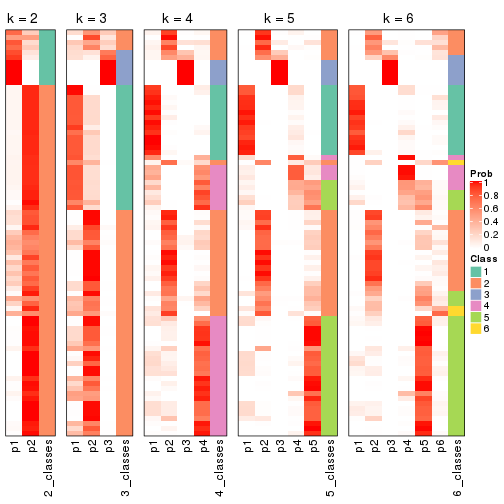 k = 2
k = 3
k = 4
k = 5
k = 6
p1
p2
2_classes
p1
p2
p3
3_classes
p1
p2
p3
p4
4_classes
p1
p2
p3
p4
p5
5_classes
p1
p2
p3
p4
p5
p6
6_classes
Prob
1
0.8
0.6
0.4
0.2
0
Class
1
2
3
4
5
6